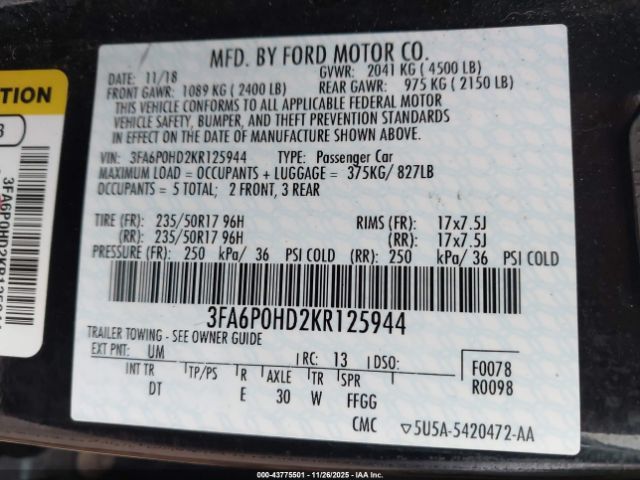 MFD. BY FORD MOTOR CO.
DATE: 11/18 GVWR: 2041 KG ( 4500 LB)
FRONT GAWR: 1089 KG ( 2400 LB) REAR GAWR: 975 KG ( 2150 LB)
THIS VEHICLE CONFORMS TO ALL APPLICABLE FEDERAL MOTOR
VEHICLE SAFETY, BUMPER, AND THEFT PREVENTION STANDARDS
IN EFFECT ON THE DATE OF MANUFACTURE SHOWN ABOVE.
VIN: 3FA6P0HD2KR125944 TYPE: Passenger Car
MAXIMUM LOAD = OCCUPANTS + LUGGAGE = 375KG/ 827LB
OCCUPANTS = 5 TOTAL; 2 FRONT, 3 REAR
TIRE (FR): 235/50R17 96H RIMS (FR): 17x7.5J
(RR): 235/50R17 96H (RR): 17x7.5J
PRESSURE (FR): 250 kPa/ 36 PSI COLD (RR): 250 kPa/ 36 PSI COLD
3FA6P0HD2KR125944
TRAILER TOWING - SEE OWNER GUIDE
EXT PNT: UM RC: 13 DSO: F0078
INT TR TP/PS R AXLE TR SPR R0098
DT E 30 W FFGG
CMC ▽5U5A-5420472-AA
TION
3
3FA6P0HD2KR125944
000-43775501 - 11/26/2025 - IAA, Inc.